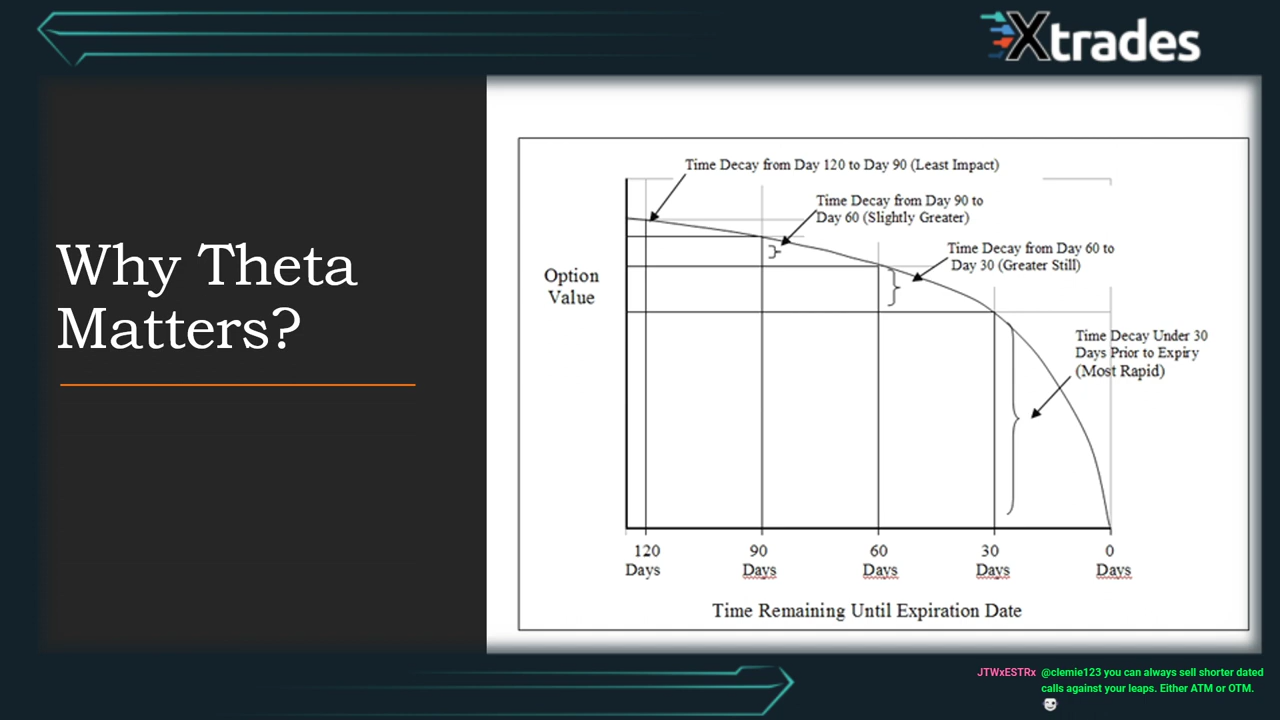 Xtrades
Why Theta
Matters?
Time Decay from Day 120 to Day 90 (Least Impact)
Time Decay from Day 90 to
Day 60 (Slightly Greater)
Time Decay from Day 60 to
Day 30 (Greater Still)
Option
Value
Time Decay Under 30
Days Prior to Expiry
(Most Rapid)
120 90 60 30 0
Days Days Days Days Days
Time Remaining Until Expiration Date
JTWxESTRx @clemie123 you can always sell shorter dated
calls against your leaps. Either ATM or OTM.